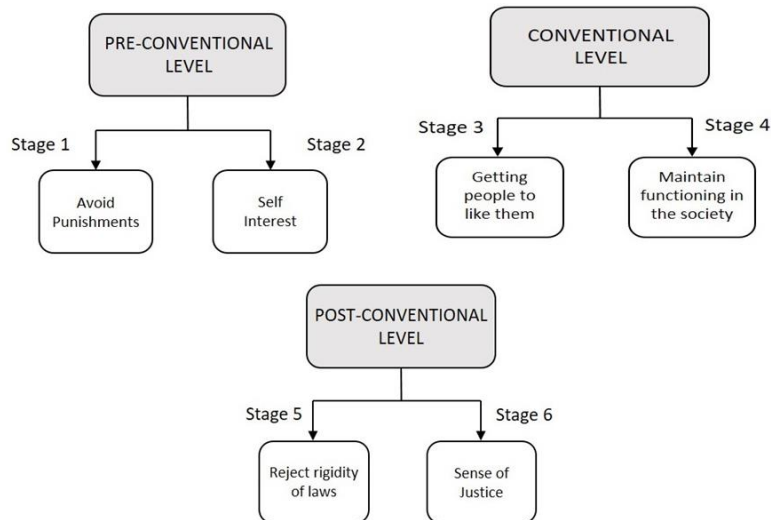 PRE-CONVENTIONAL
LEVEL
Stage 1
Stage 2
Avoid
Punishments
Self
Interest
CONVENTIONAL
LEVEL
Stage 3
Stage 4
Getting
people to
like them
Maintain
functioning in
the society
POST-CONVENTIONAL
LEVEL
Stage 5
Stage 6
Reject rigidity
of laws
Sense of
Justice